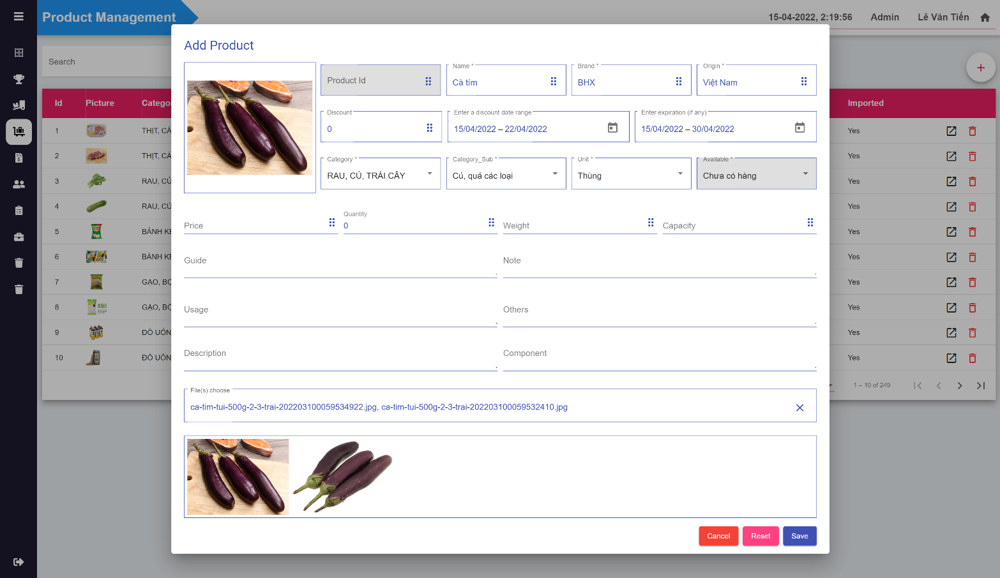 Product Management
15-04-2022, 2:19:56 Admin Lê Văn Tiến
Search
Id Picture Catego Imported
1 THỊT, CÁ Yes
2 THỊT, CÁ Yes
3 RAU, CỦ Yes
4 RAU, CỦ Yes
5 BÁNH KẸ Yes
6 BÁNH KẸ Yes
7 GẠO, BỘ Yes
8 GẠO, BỘ Yes
9 ĐỒ UỐN Yes
10 ĐỒ UỐN Yes
1 – 10 of 249
Add Product
Product Id
Name *
Cà tím
Brand *
BHX
Origin *
Việt Nam
Discount
0
Enter a discount date range
15/04/2022 – 22/04/2022
Enter expiration (if any)
15/04/2022 – 30/04/2022
Category *
RAU, CỦ, TRÁI CÂY
Category_Sub *
Củ, quả các loại
Unit *
Thùng
Available *
Chưa có hàng
Price
Quantity
0
Weight
Capacity
Guide
Note
Usage
Others
Description
Component
File(s) choose
ca-tim-tui-500g-2-3-trai-202203100059534922.jpg, ca-tim-tui-500g-2-3-trai-202203100059532410.jpg
Cancel Reset Save